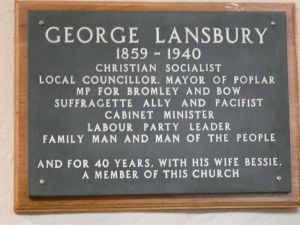 GEORGE LANSBURY
1859 - 1940
CHRISTIAN SOCIALIST
LOCAL COUNCILLOR, MAYOR OF POPLAR
MP FOR BROMLEY AND BOW
SUFFRAGETTE ALLY AND PACIFIST
CABINET MINISTER
LABOUR PARTY LEADER
FAMILY MAN AND MAN OF THE PEOPLE
AND FOR 40 YEARS, WITH HIS WIFE BESSIE,
A MEMBER OF THIS CHURCH